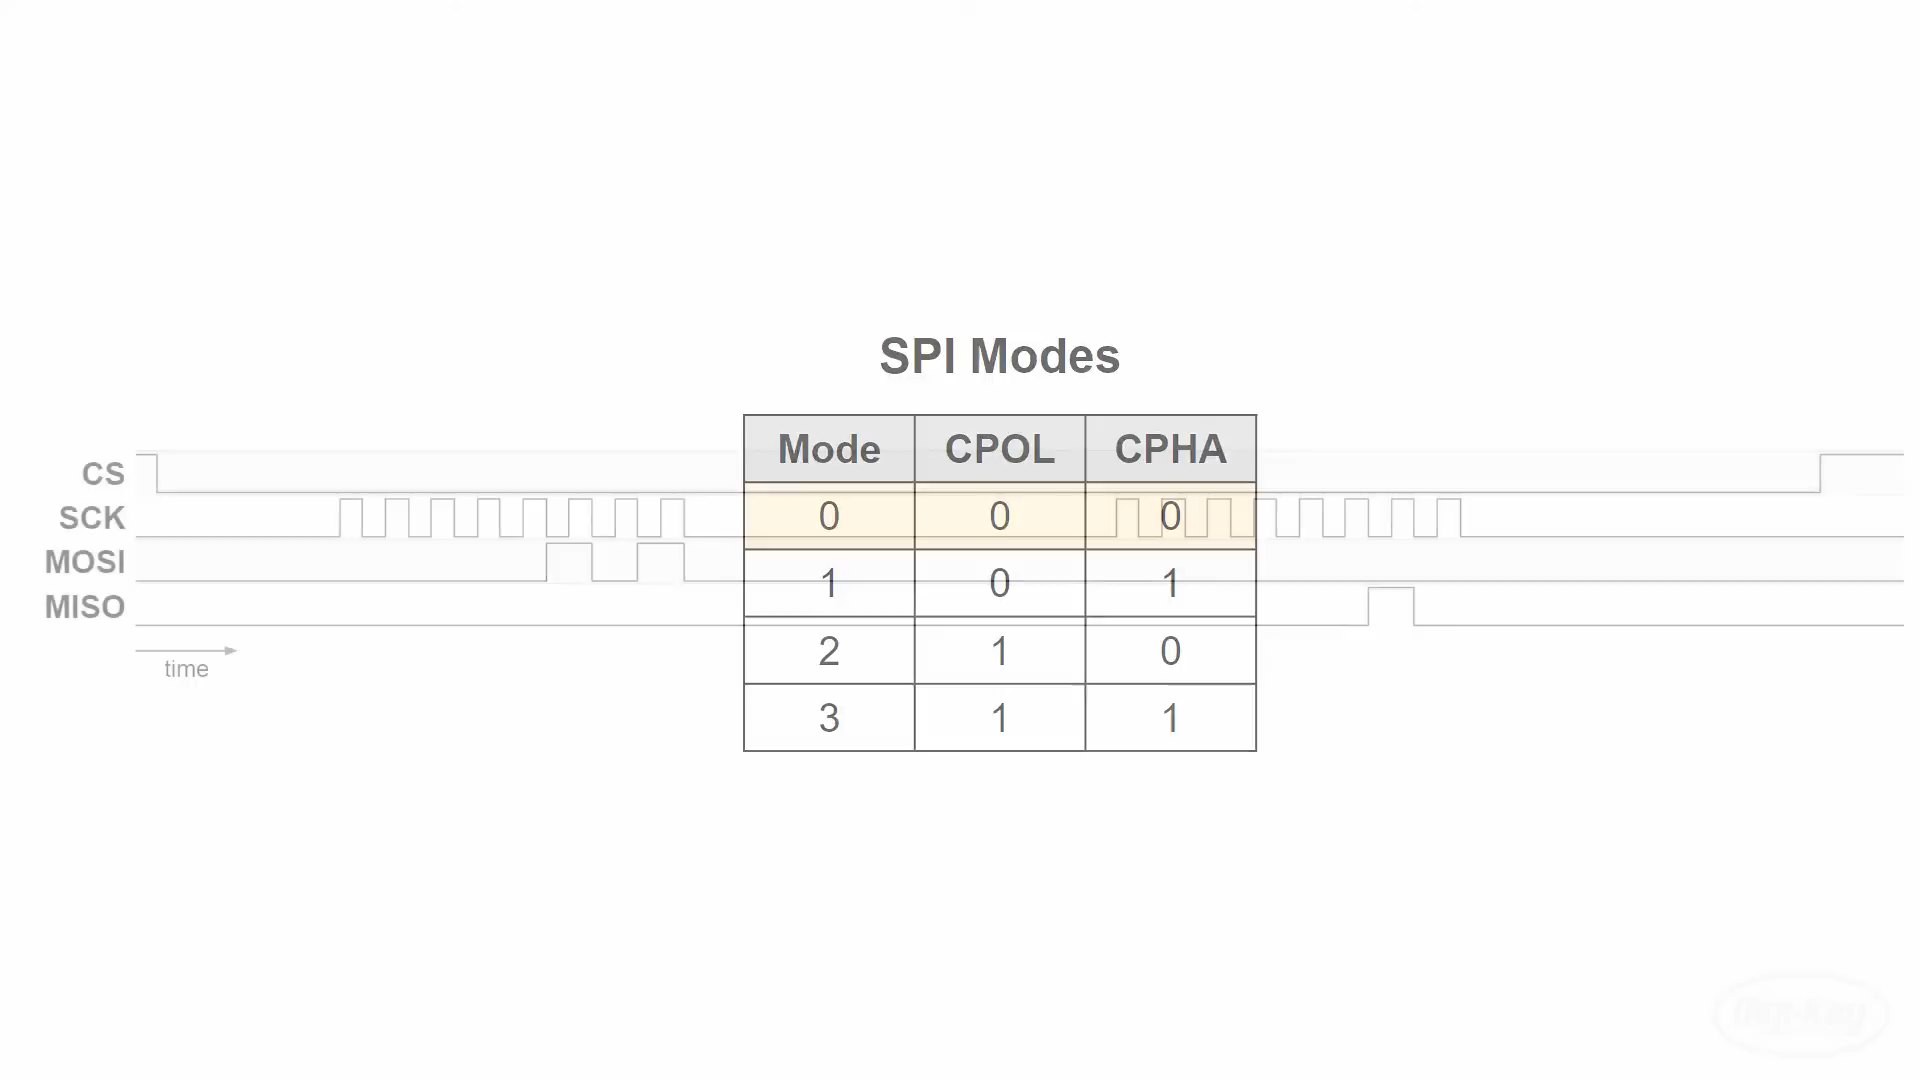 SPI Modes
Mode CPOL CPHA
0 0 0
1 0 1
2 1 0
3 1 1
CS
SCK
MOSI
MISO
time